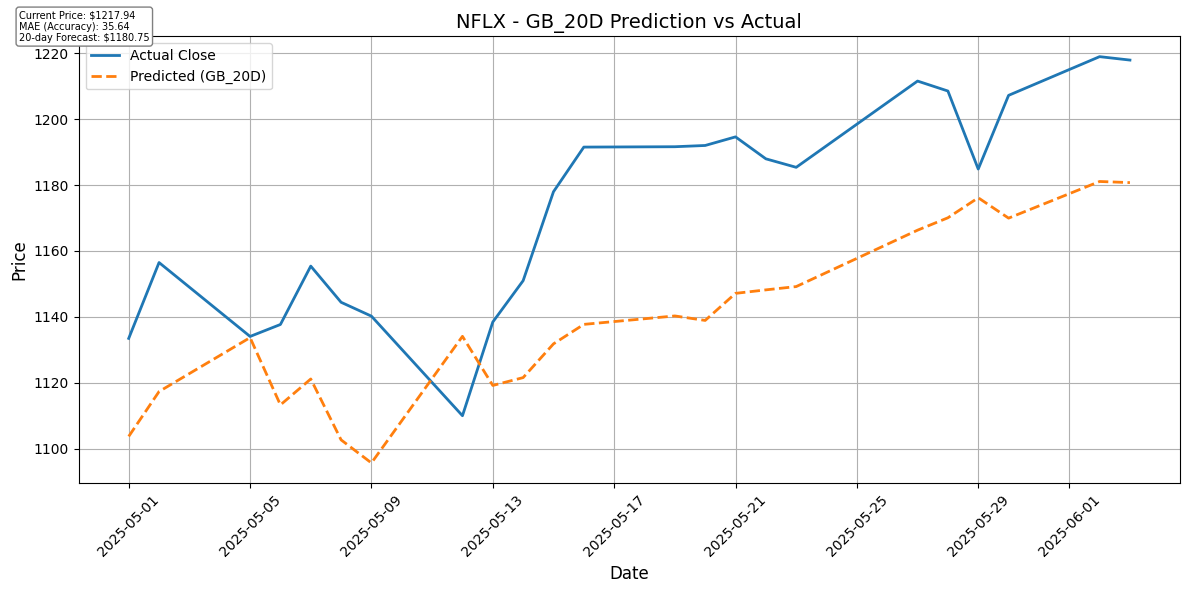 NFLX - GB_20D Prediction vs Actual
Current Price: $1217.94
MAE (Accuracy): 35.64
20-day Forecast: $1180.75
Actual Close
Predicted (GB_20D)
Price
1220
1200
1180
1160
1140
1120
1100
2025-05-01
2025-05-05
2025-05-09
2025-05-13
2025-05-17
2025-05-21
2025-05-25
2025-05-29
2025-06-01
Date